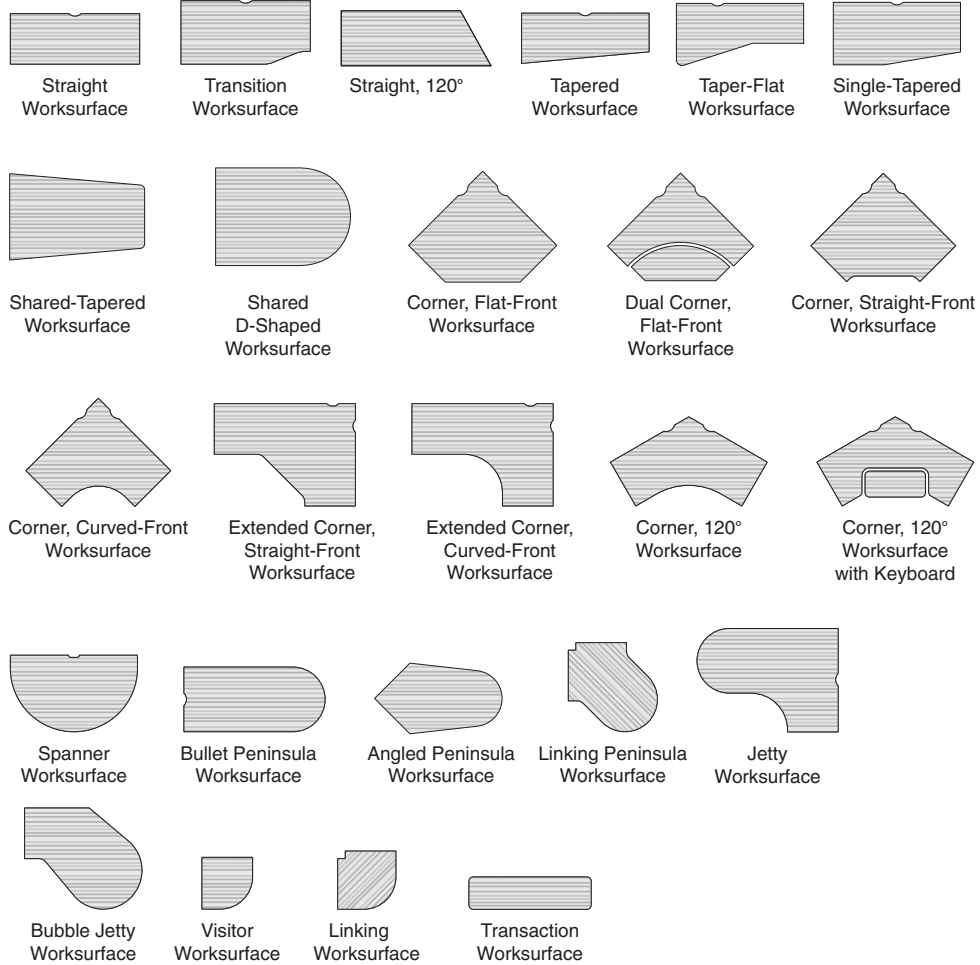 Straight
Worksurface
Transition
Worksurface
Straight, 120°
Tapered
Worksurface
Taper-Flat
Worksurface
Single-Tapered
Worksurface
Shared-Tapered
Worksurface
Shared
D-Shaped
Worksurface
Corner, Flat-Front
Worksurface
Dual Corner,
Flat-Front
Worksurface
Corner, Straight-Front
Worksurface
Corner, Curved-Front
Worksurface
Extended Corner,
Straight-Front
Worksurface
Extended Corner,
Curved-Front
Worksurface
Corner, 120°
Worksurface
Corner, 120°
Worksurface
with Keyboard
Spanner
Worksurface
Bullet Peninsula
Worksurface
Angled Peninsula
Worksurface
Linking Peninsula
Worksurface
Jetty
Worksurface
Bubble Jetty
Worksurface
Visitor
Worksurface
Linking
Worksurface
Transaction
Worksurface